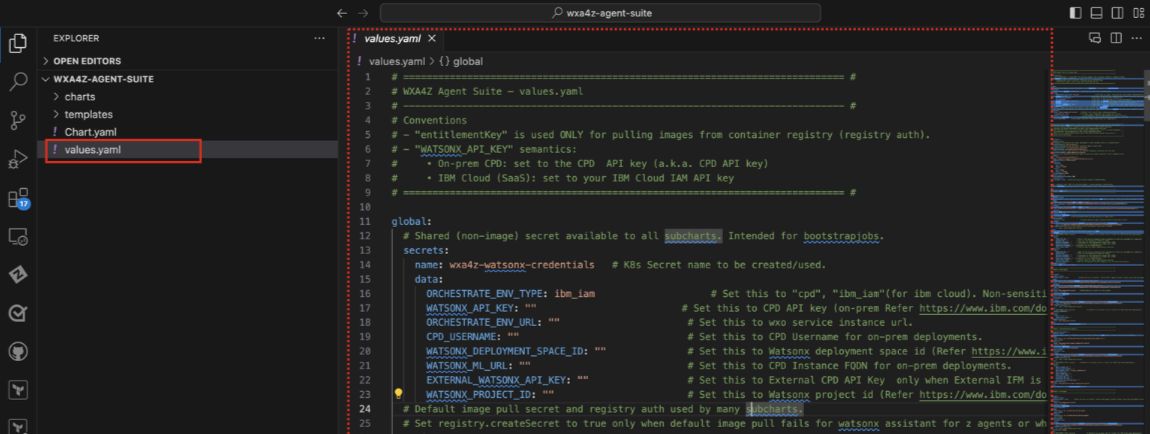 wxa4z-agent-suite
EXPLORER
OPEN EDITORS
WXA4Z-AGENT-SUITE
charts
templates
! Chart.yaml
! values.yaml
17
! values.yaml ×
! values.yaml > {} global
1 # ========================================================================== #
2 # WXA4Z Agent Suite – values.yaml
3 # -------------------------------------------------------------------------- #
4 # Conventions
5 # - "entitlementKey" is used ONLY for pulling images from container registry (registry auth).
6 # - "WATSONX_API_KEY" semantics:
7 #     • On-prem CPD: set to the CPD  API key (a.k.a. CPD API key)
8 #     • IBM Cloud (SaaS): set to your IBM Cloud IAM API key
9 # ========================================================================== #
10
11 global:
12   # Shared (non-image) secret available to all subcharts. Intended for bootstrapjobs.
13   secrets:
14     name: wxa4z-watsonx-credentials   # K8s Secret name to be created/used.
15     data:
16       ORCHESTRATE_ENV_TYPE: ibm_iam                   # Set this to "cpd", "ibm_iam"(for ibm cloud). Non-sensiti
17       WATSONX_API_KEY: ""                        # Set this to CPD API key (on-prem Refer https://www.ibm.com/do
18       ORCHESTRATE_ENV_URL: ""                     # Set this to wxo service instance url.
19       CPD_USERNAME: ""                            # Set this to CPD Username for on-prem deployments.
20       WATSONX_DEPLOYMENT_SPACE_ID: ""             # Set this to Watsonx deployment space id (Refer https://www.i
21       WATSONX_ML_URL: ""                          # Set this to CPD Instance FQDN for on-prem deployments.
22       EXTERNAL_WATSONX_API_KEY: ""                # Set this to External CPD API Key  only when External IFM is
23       WATSONX_PROJECT_ID: ""                      # Set this to Watsonx project id (Refer https://www.ibm.com/do
24   # Default image pull secret and registry auth used by many subcharts.
25   # Set registry.createSecret to true only when default image pull fails for watsonx assistant for z agents or wh